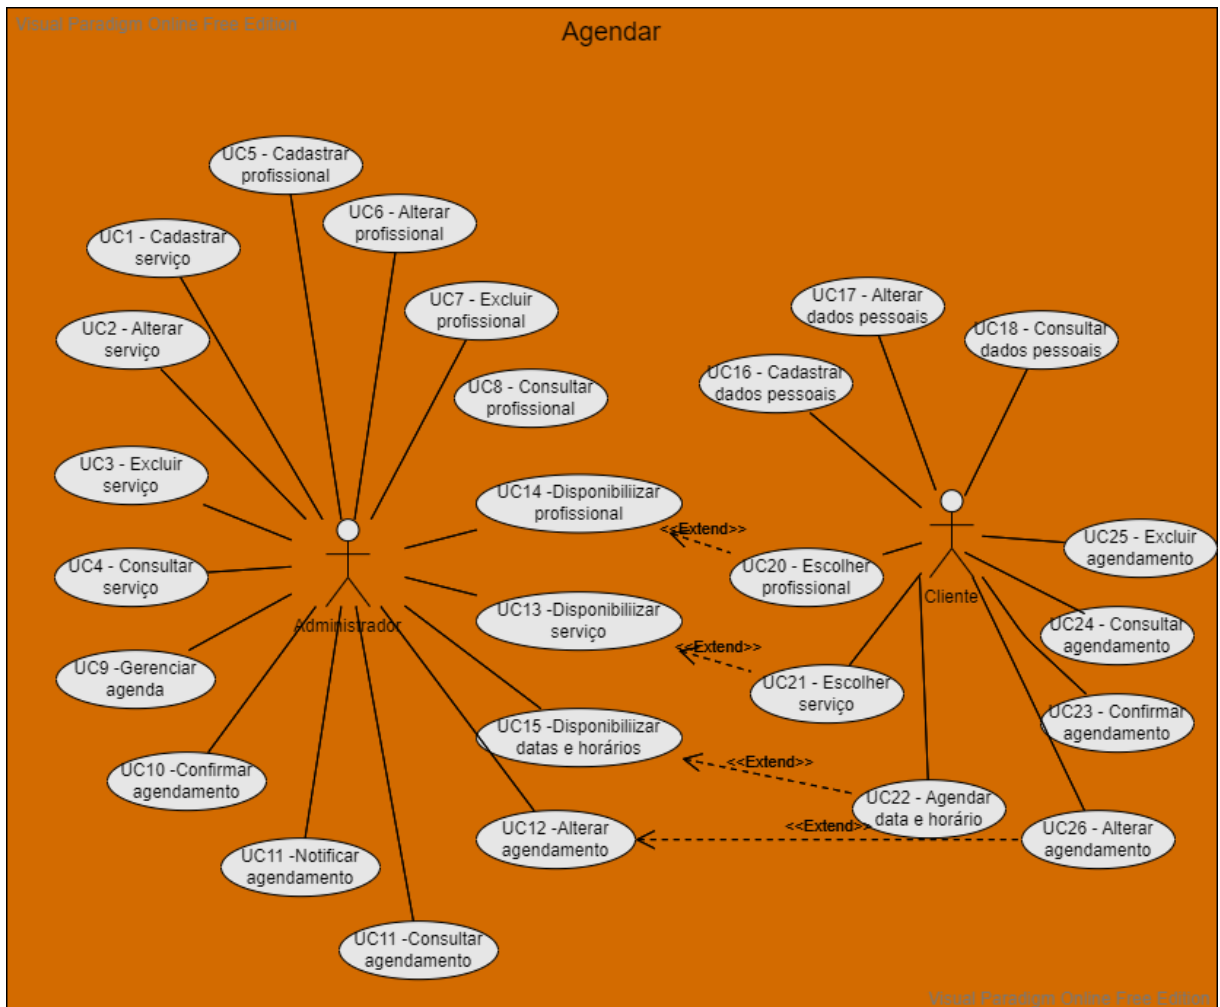 Visual Paradigm Online Free Edition
Agendar
UC5 - Cadastrar
profissional
UC6 - Alterar
profissional
UC1 - Cadastrar
serviço
UC7 - Excluir
profissional
UC2 - Alterar
serviço
UC8 - Consultar
profissional
UC17 - Alterar
dados pessoais
UC18 - Consultar
dados pessoais
UC16 - Cadastrar
dados pessoais
UC3 - Excluir
serviço
UC14 -Disponibiliizar
profissional
<<Extend>>
UC20 - Escolher
profissional
UC25 - Excluir
agendamento
UC4 - Consultar
serviço
Administrador
Cliente
UC13 -Disponibiliizar
serviço
<<Extend>>
UC21 - Escolher
serviço
UC24 - Consultar
agendamento
UC9 -Gerenciar
agenda
UC15 -Disponibiliizar
datas e horários
<<Extend>>
UC23 - Confirmar
agendamento
UC10 -Confirmar
agendamento
UC22 - Agendar
data e horário
UC12 -Alterar
agendamento
<<Extend>>
UC26 - Alterar
agendamento
UC11 -Notificar
agendamento
UC11 -Consultar
agendamento
Visual Paradigm Online Free Edition